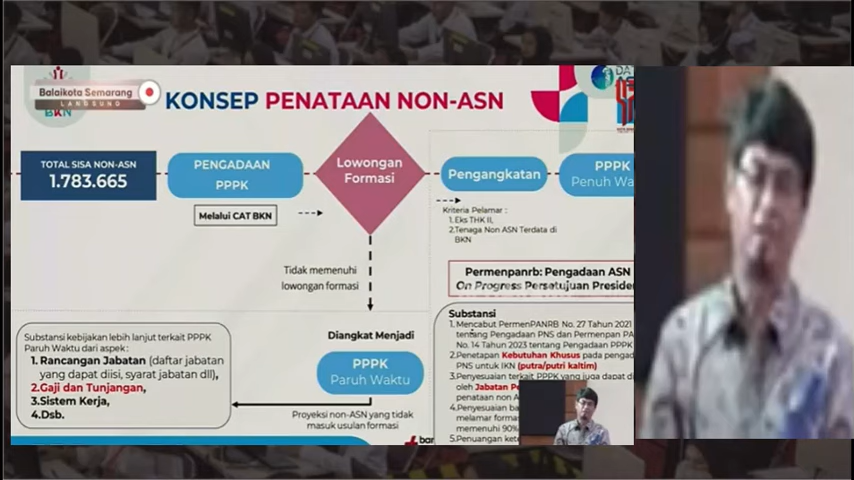 Balaikota Semarang
LANGSUNG
BKN
KONSEP PENATAAN NON-ASN
TOTAL SISA NON-ASN
1.783.665
PENGADAAN
PPPK
Melalui CAT BKN
Lowongan
Formasi
Pengangkatan
PPPK
Penuh Wa
Kriteria Pelamar :
1.Eks THK II,
2.Tenaga Non ASN Terdata di
BKN
Tidak memenuhi
lowongan formasi
Permenpanrb: Pengadaan ASN
On Progress Persetujuan Presiden
Substansi kebijakan lebih lanjut terkait PPPK
Paruh Waktu dari aspek :
1. Rancangan Jabatan (daftar jabatan
yang dapat diisi, syarat jabatan dll),
2.Gaji dan Tunjangan,
3.Sistem Kerja,
4.Dsb.
Diangkat Menjadi
PPPK
Paruh Waktu
Proyeksi non-ASN yang tidak
masuk usulan formasi
Substansi
1.Mencabut PermenPANRB No. 27 Tahun 2021
tentang Pengadaan PNS dan Permenpan PA
No. 14 Tahun 2023 tentang Pengadaan PPPK
2.Penetapan Kebutuhan Khusus pada pengad
PNS untuk IKN (putra/putri kaltim)
3.Penyesuaian terkait PPPK yang juga dapat di
oleh Jabatan Pe
penataan non A
4.Penyesuaian ba
melamar forma
memenuhi 90%
5.Penuangan kete